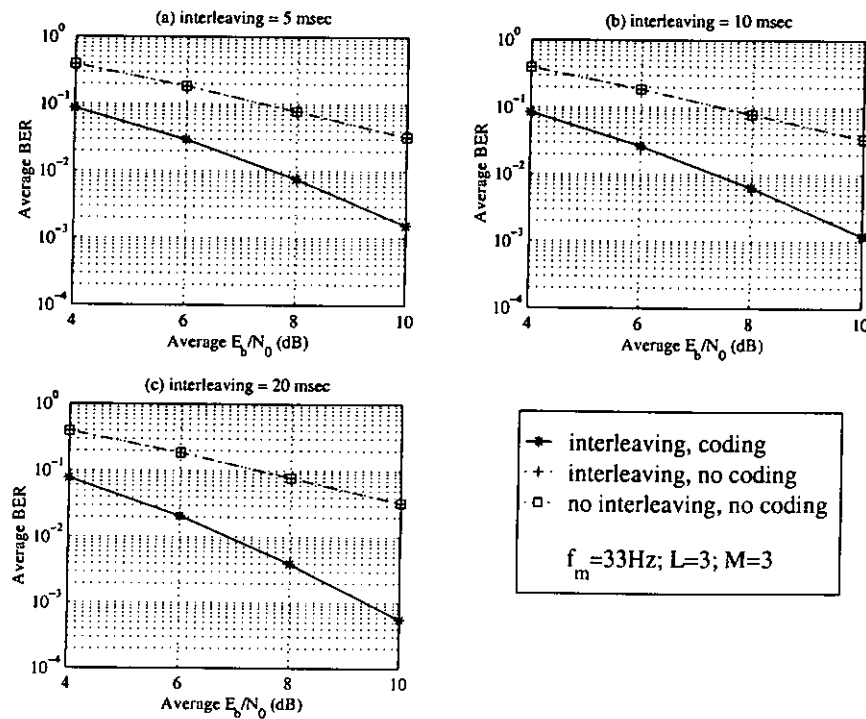 (a) interleaving = 5 msec
10^0
10^-1
10^-2
10^-3
10^-4
Average BER
4 6 8 10
Average E_b/N_0 (dB)
(b) interleaving = 10 msec
10^0
10^-1
10^-2
10^-3
10^-4
Average BER
4 6 8 10
Average E_b/N_0 (dB)
(c) interleaving = 20 msec
10^0
10^-1
10^-2
10^-3
10^-4
Average BER
4 6 8 10
Average E_b/N_0 (dB)
interleaving, coding
interleaving, no coding
no interleaving, no coding
f_m=33Hz; L=3; M=3